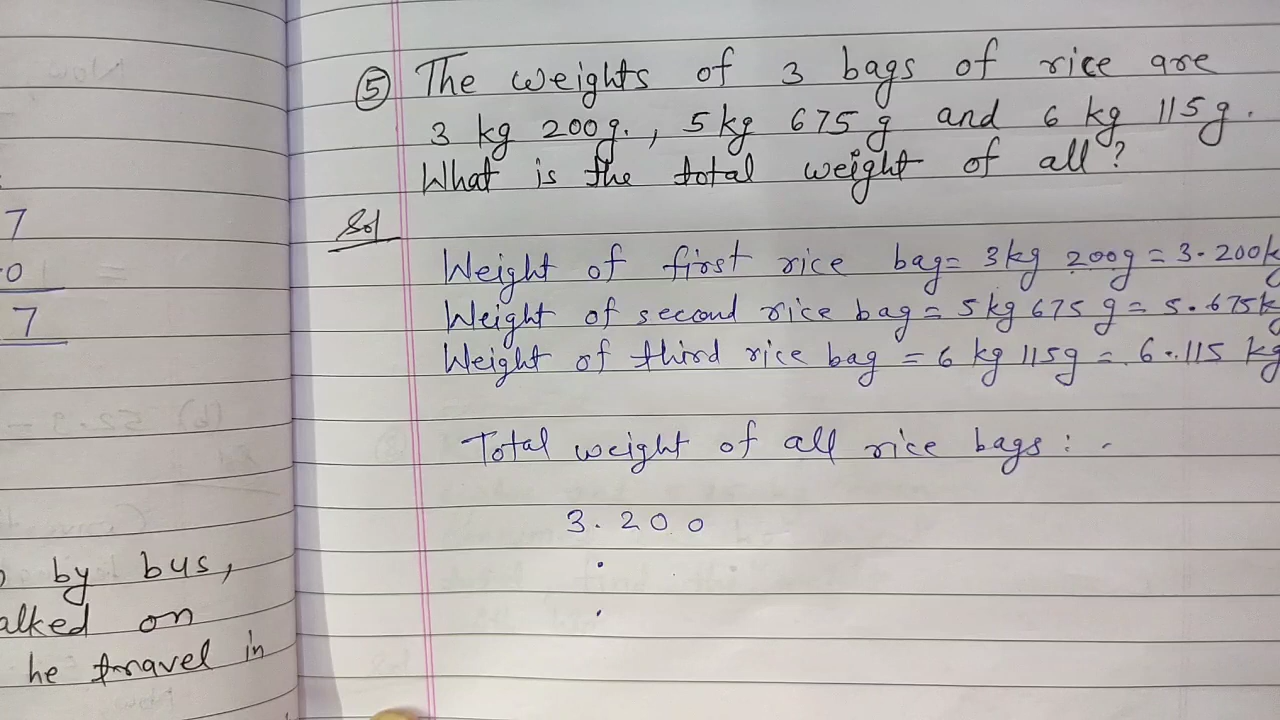 7
0
7
by bus,
alked on
he travel in
⑤ The weights of 3 bags of rice are
3 kg 200g., 5kg 675 g and 6 kg 115g.
What is the total weight of all?
Sol
Weight of first rice bag= 3kg 200g = 3.200k
Weight of second rice bag = 5 kg 675 g = 5.675k
Weight of third rice bag = 6 kg 115g = 6.115 kg
Total weight of all rice bags : -
3.200
.
.